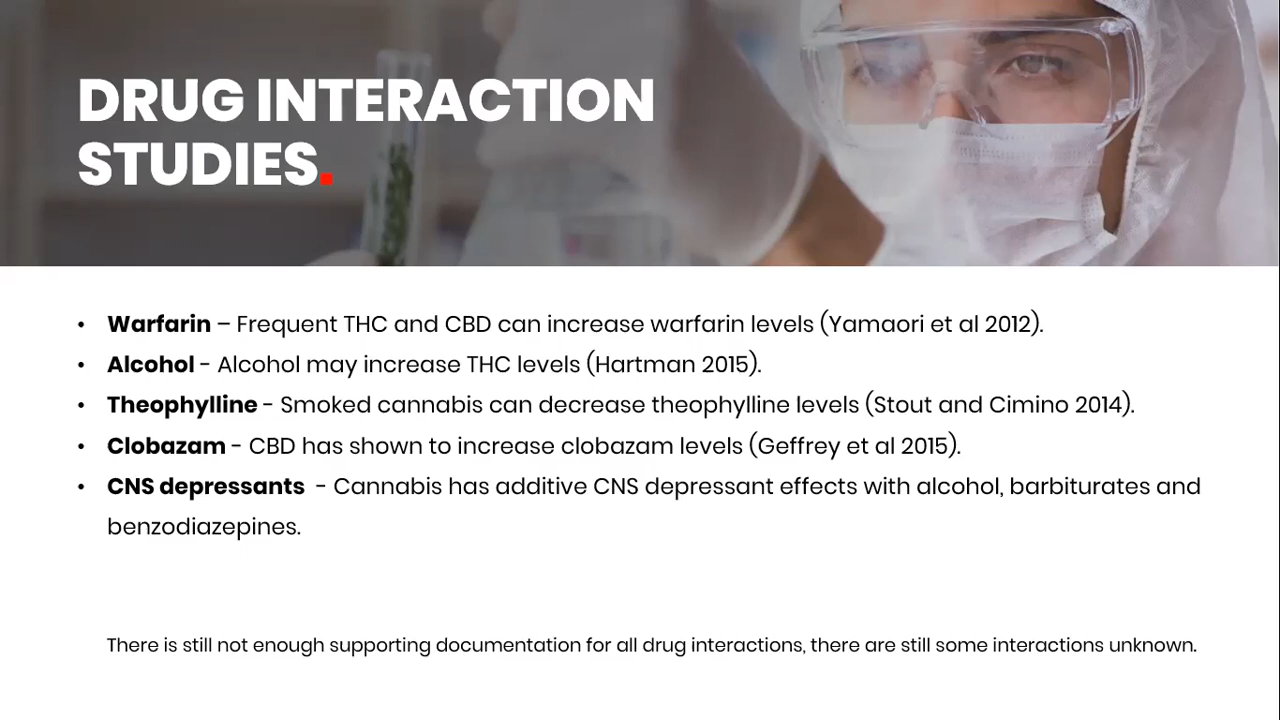 DRUG INTERACTION
STUDIES.
• Warfarin – Frequent THC and CBD can increase warfarin levels (Yamaori et al 2012).
• Alcohol - Alcohol may increase THC levels (Hartman 2015).
• Theophylline - Smoked cannabis can decrease theophylline levels (Stout and Cimino 2014).
• Clobazam - CBD has shown to increase clobazam levels (Geffrey et al 2015).
• CNS depressants - Cannabis has additive CNS depressant effects with alcohol, barbiturates and
benzodiazepines.
There is still not enough supporting documentation for all drug interactions, there are still some interactions unknown.